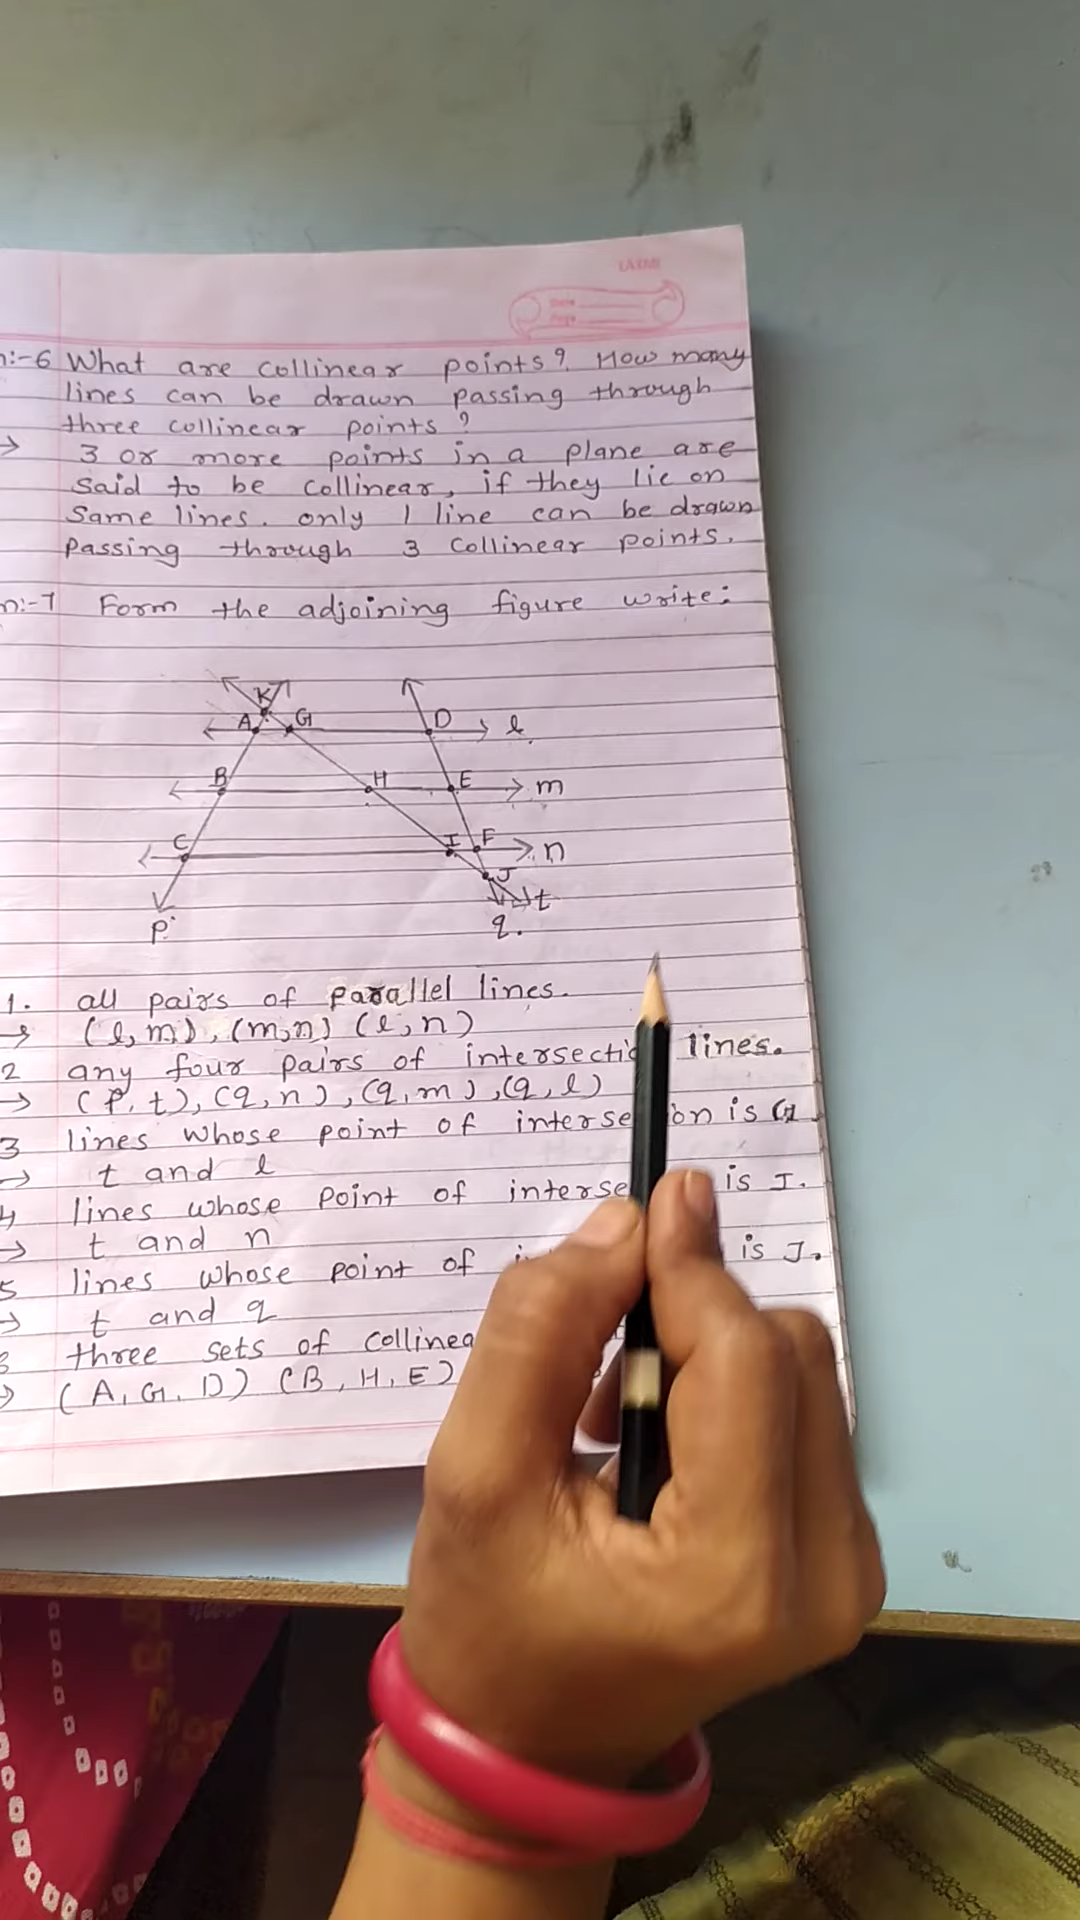 LAXMI
Date
Page
n:-6 What are collinear points? How many
lines can be drawn passing through
three collinear points?
→ 3 or more points in a plane are
said to be collinear, if they lie on
same lines. only 1 line can be drawn
Passing through 3 collinear points.
n:-7 Form the adjoining figure write:
K
A G D l
B H E m
C I F n
J
t
P q.
1. all pairs of parallel lines.
→ (l, m), (m, n) (l, n)
2 any four pairs of intersectio lines.
→ (P, t), (q, n), (q, m), (q, l)
3 lines whose point of interse on is G.
→ t and l
4 lines whose point of interse is I.
→ t and n
5 lines whose point of is J.
→ t and q
three sets of collinea
→ (A, G, D) (B, H, E)